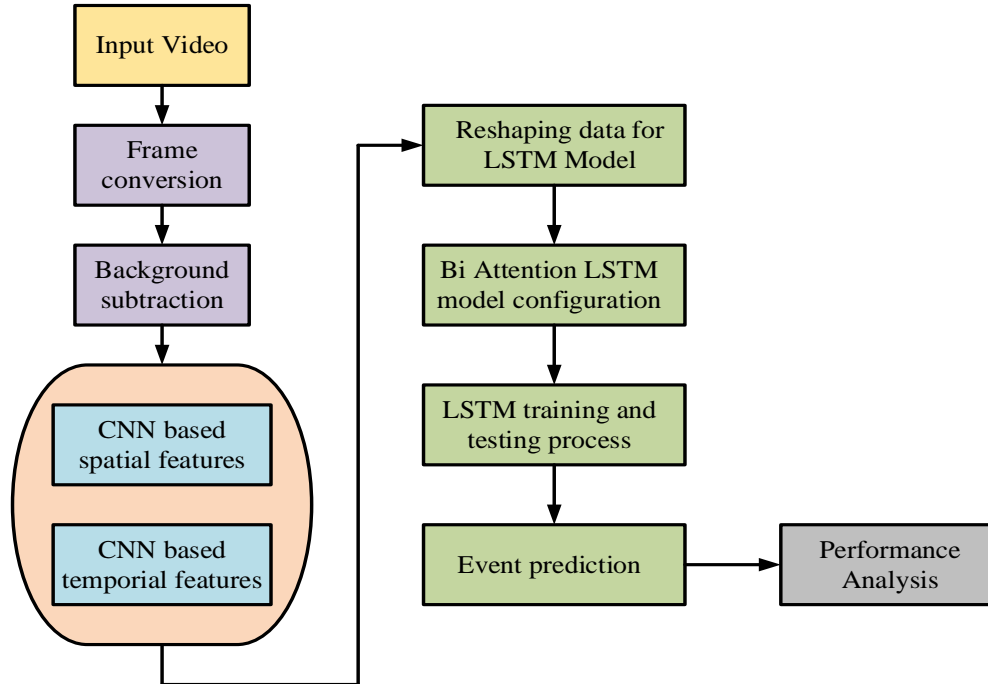 Input Video
Frame
conversion
Background
subtraction
CNN based
spatial features
CNN based
temporial features
Reshaping data for
LSTM Model
Bi Attention LSTM
model configuration
LSTM training and
testing process
Event prediction
Performance
Analysis